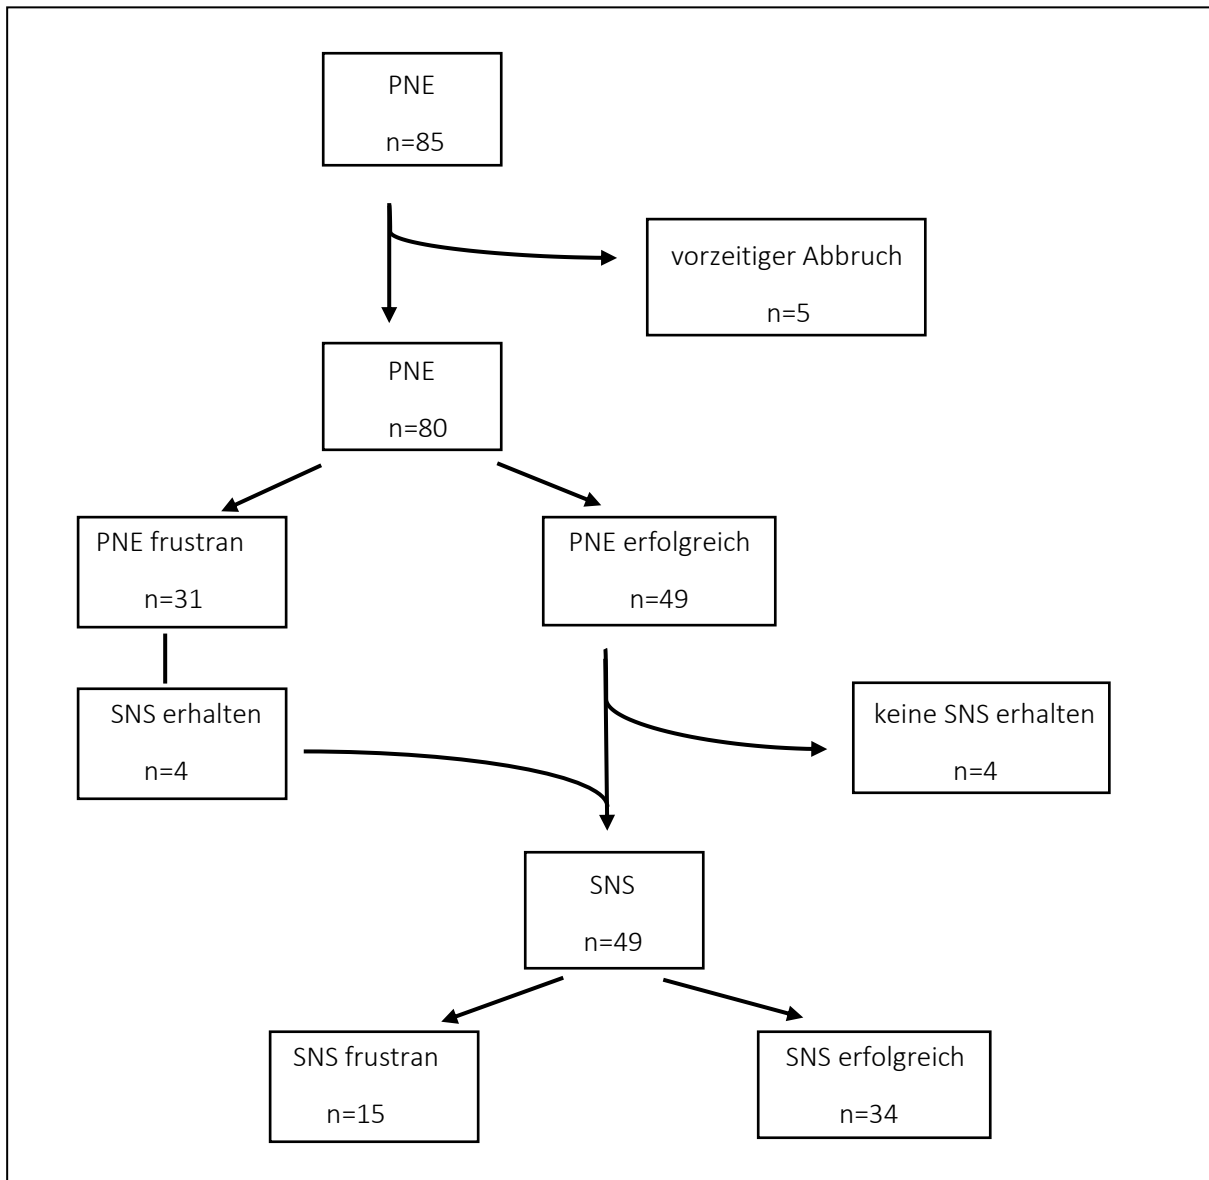 PNE
n=85
vorzeitiger Abbruch
n=5
PNE
n=80
PNE frustran
n=31
PNE erfolgreich
n=49
SNS erhalten
n=4
keine SNS erhalten
n=4
SNS
n=49
SNS frustran
n=15
SNS erfolgreich
n=34